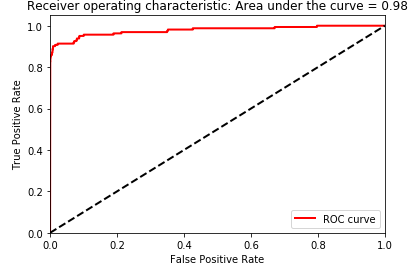 Receiver operating characteristic: Area under the curve = 0.98
1.0
0.8
0.6
0.4
0.2
0.0
True Positive Rate
ROC curve
0.0 0.2 0.4 0.6 0.8 1.0
False Positive Rate